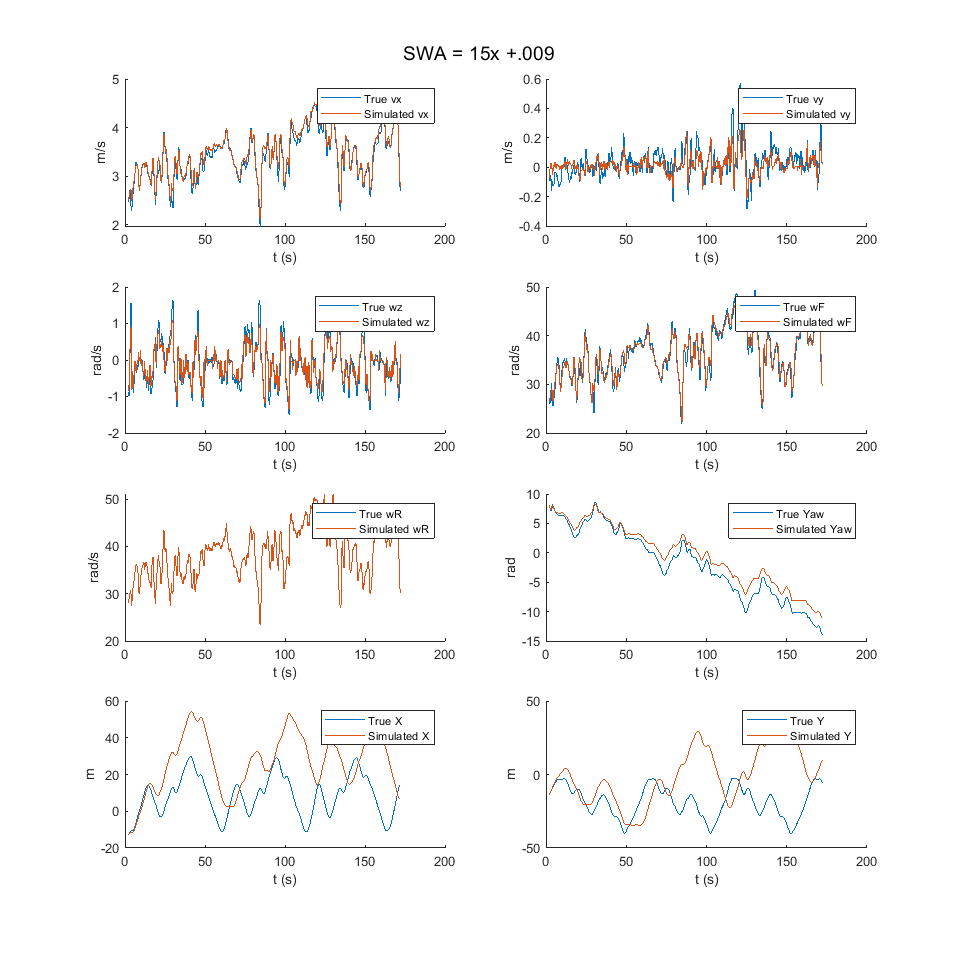 SWA = 15x +.009
5
4
3
2
m/s
True vx
Simulated vx
0 50 100 150 200
t (s)
0.6
0.4
0.2
0
-0.2
-0.4
m/s
True vy
Simulated vy
0 50 100 150 200
t (s)
2
1
0
-1
-2
rad/s
True wz
Simulated wz
0 50 100 150 200
t (s)
50
40
30
20
rad/s
True wF
Simulated wF
0 50 100 150 200
t (s)
50
40
30
20
rad/s
True wR
Simulated wR
0 50 100 150 200
t (s)
10
5
0
-5
-10
-15
rad
True Yaw
Simulated Yaw
0 50 100 150 200
t (s)
60
40
20
0
-20
m
True X
Simulated X
0 50 100 150 200
t (s)
50
0
-50
m
True Y
Simulated Y
0 50 100 150 200
t (s)